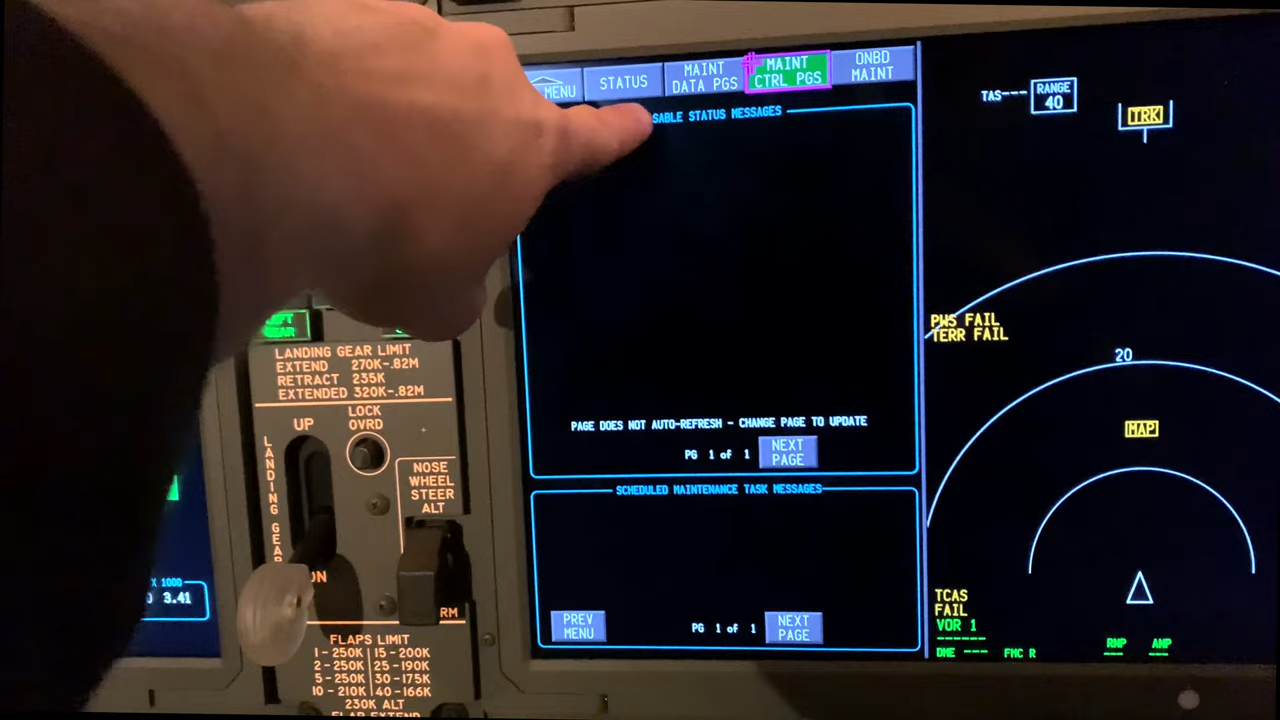 MENU
STATUS
MAINT
DATA PGS
MAINT
CTRL PGS
ONBD
MAINT
SABLE STATUS MESSAGES
PAGE DOES NOT AUTO-REFRESH - CHANGE PAGE TO UPDATE
PG 1 of 1
NEXT
PAGE
SCHEDULED MAINTENANCE TASK MESSAGES
PREV
MENU
PG 1 of 1
NEXT
PAGE
TAS---
RANGE
40
TRK
PWS FAIL
TERR FAIL
20
MAP
TCAS
FAIL
VOR 1
------
DME ---
FMC R
RNP
---
ANP
---
GEAR
LANDING GEAR LIMIT
EXTEND 270K-.82M
RETRACT 235K
EXTENDED 320K-.82M
UP
LOCK
OVRD
LANDING GEAR
NOSE
WHEEL
STEER
ALT
X 1000
3.41
FLAPS LIMIT
1-250K 15-200K
2-250K 25-190K
5-250K 30-175K
10-210K 40-166K
230K ALT
FLAP EXTEND